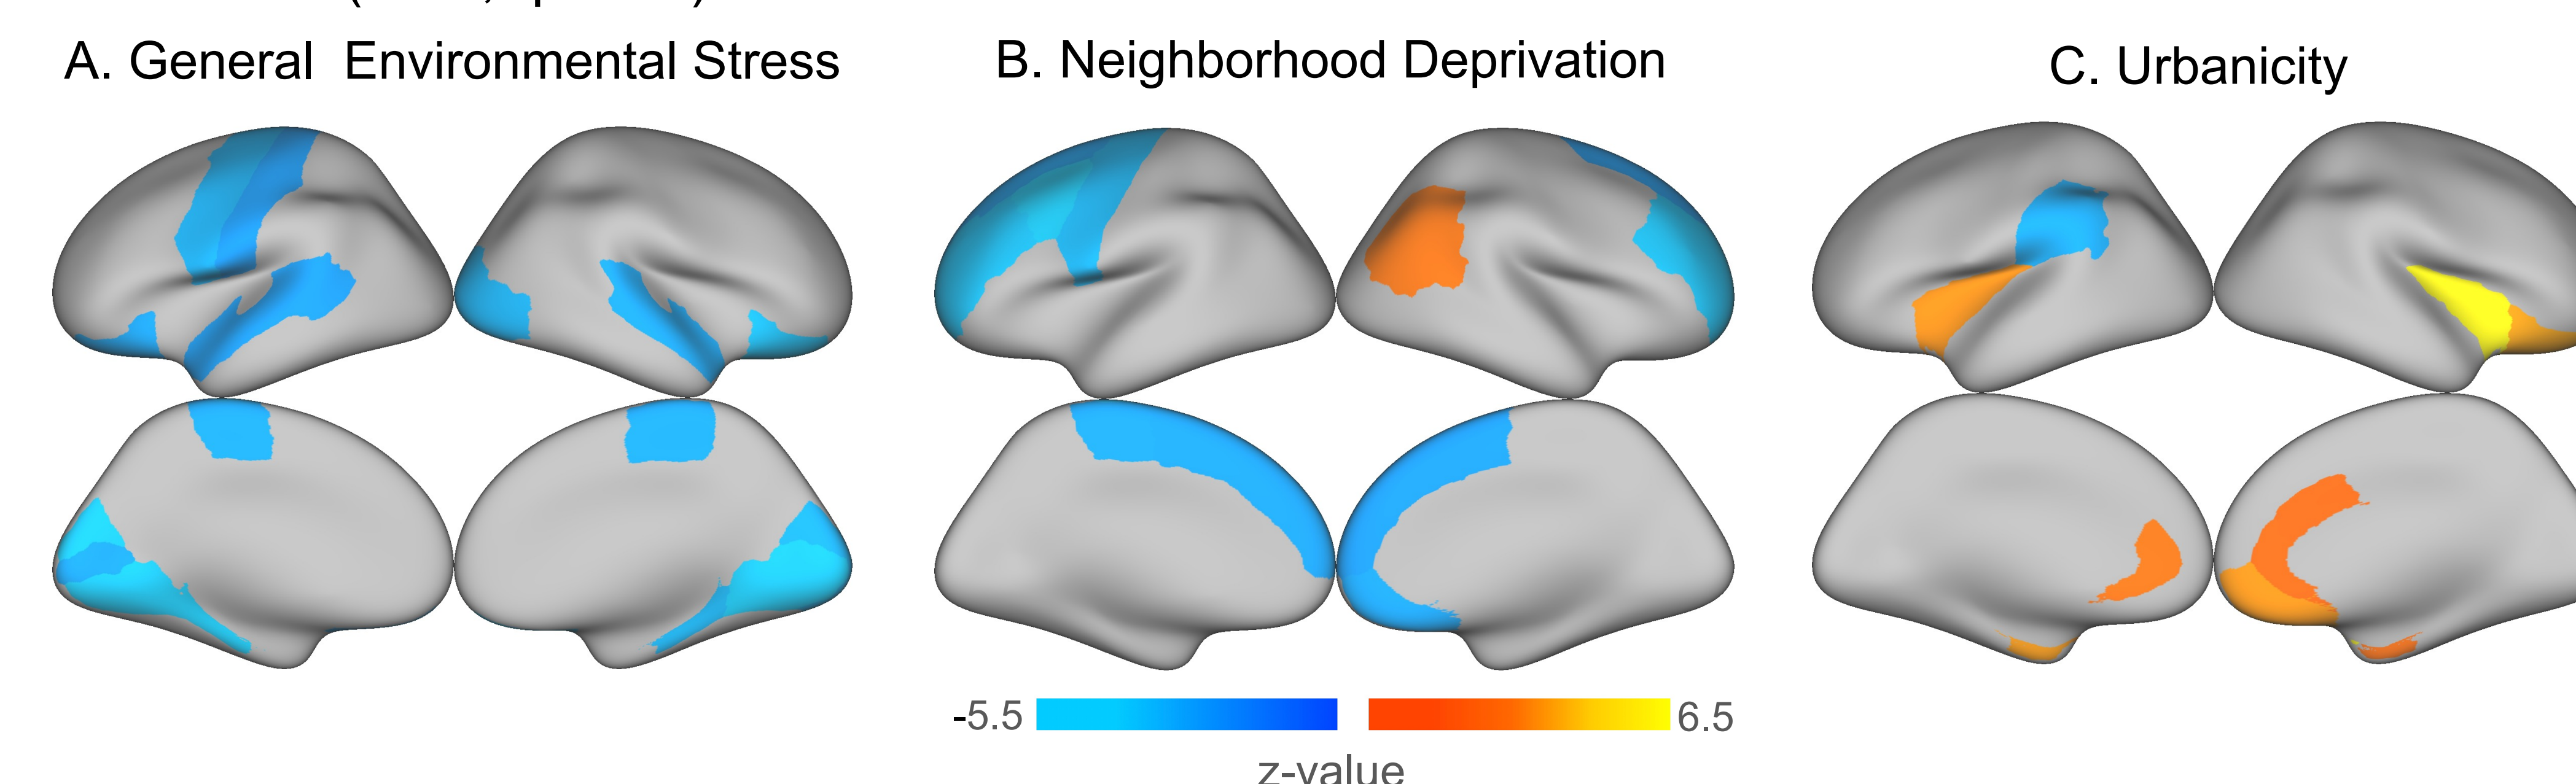 A. General Environmental Stress
B. Neighborhood Deprivation
C. Urbanicity
-5.5
6.5
z-value